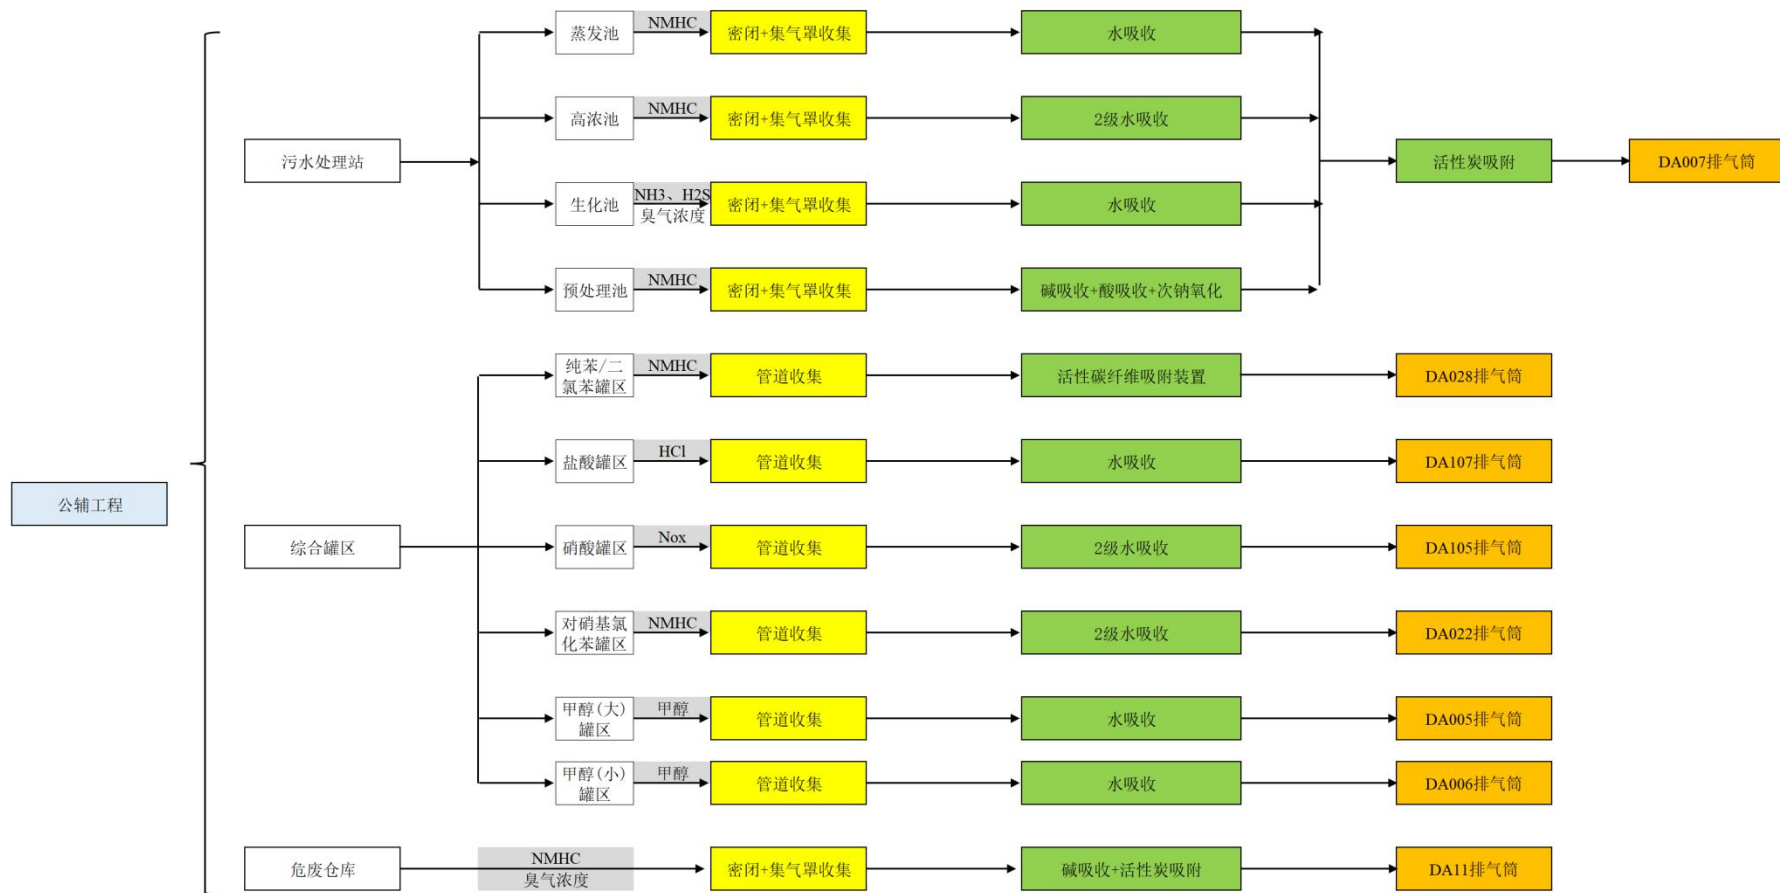 公辅工程
污水处理站
蒸发池
NMHC
密闭+集气罩收集
水吸收
高浓池
NMHC
密闭+集气罩收集
2级水吸收
生化池
NH3、H2S
臭气浓度
密闭+集气罩收集
水吸收
预处理池
NMHC
密闭+集气罩收集
碱吸收+酸吸收+次钠氧化
活性炭吸附
DA007排气筒
综合罐区
纯苯/二
氯苯罐区
NMHC
管道收集
活性碳纤维吸附装置
DA028排气筒
盐酸罐区
HCl
管道收集
水吸收
DA107排气筒
硝酸罐区
Nox
管道收集
2级水吸收
DA105排气筒
对硝基氯
化苯罐区
NMHC
管道收集
2级水吸收
DA022排气筒
甲醇(大)
罐区
甲醇
管道收集
水吸收
DA005排气筒
甲醇(小)
罐区
甲醇
管道收集
水吸收
DA006排气筒
危废仓库
NMHC
臭气浓度
密闭+集气罩收集
碱吸收+活性炭吸附
DA11排气筒